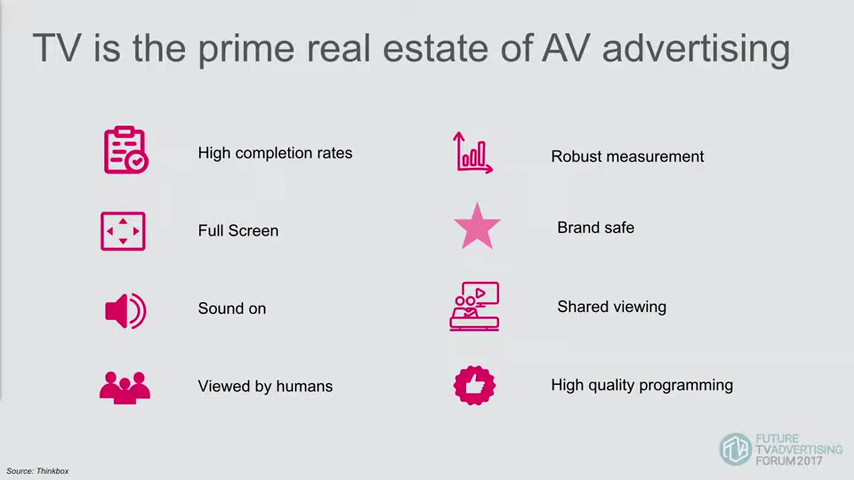 TV is the prime real estate of AV advertising
High completion rates
Robust measurement
Full Screen
Brand safe
Sound on
Shared viewing
Viewed by humans
High quality programming
FUTURE
TVADVERTISING
FORUM2017
Source: Thinkbox